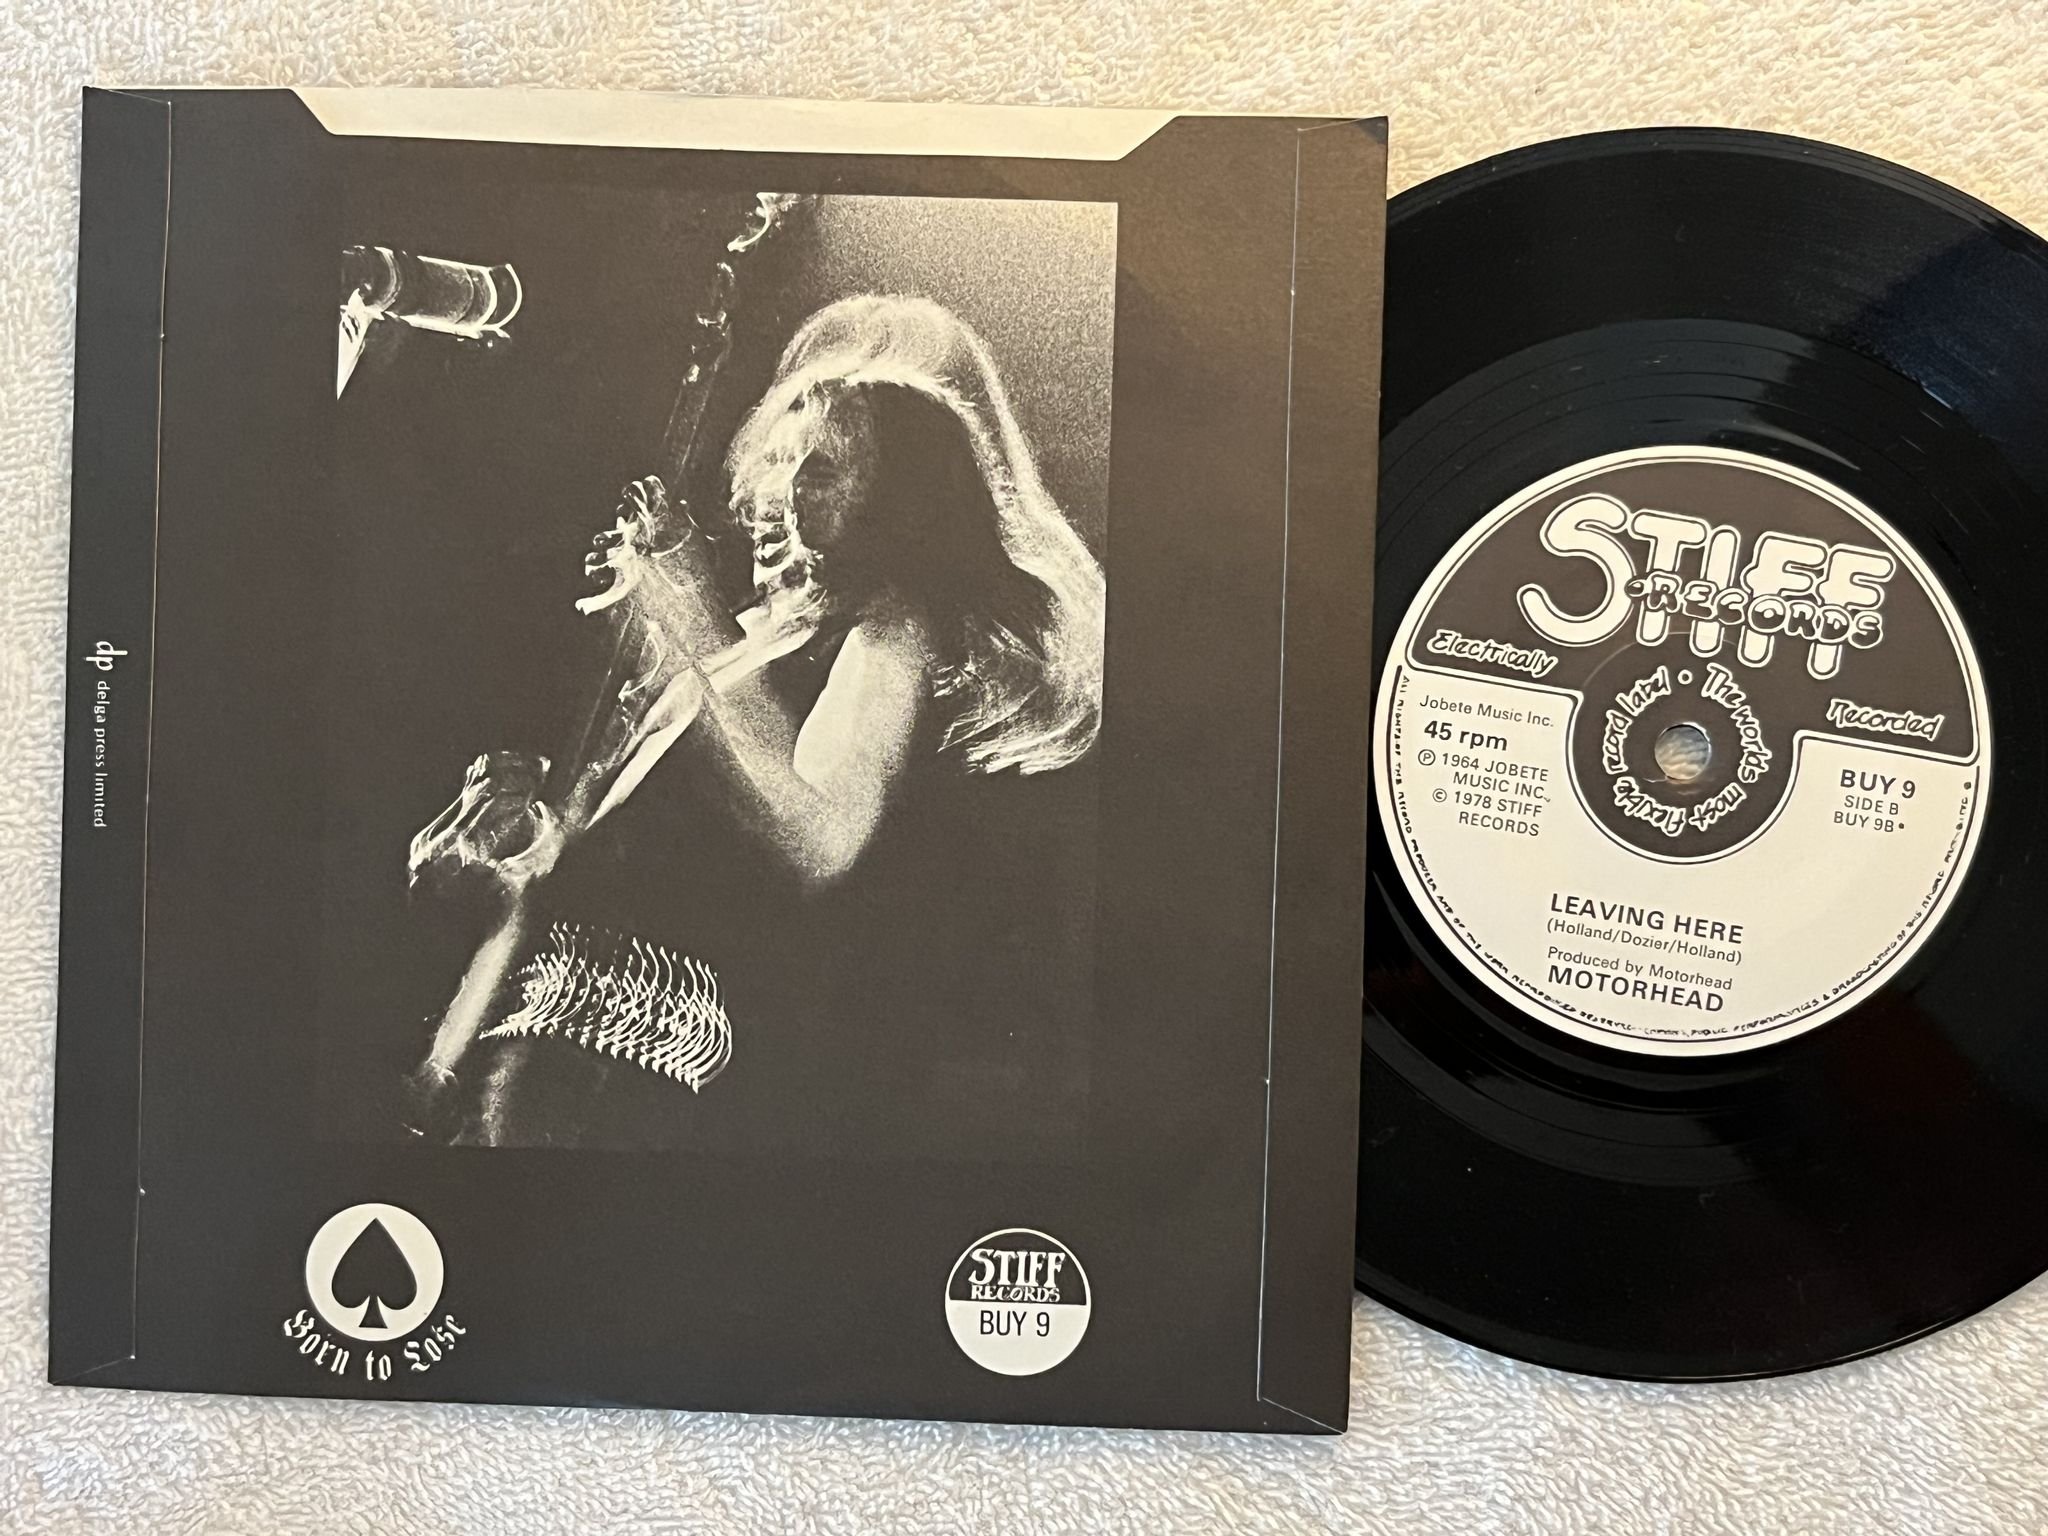 dp delga press limited
Born to Lose
STIFF
RECORDS
BUY 9
STIFF
RECORDS
Electrically
Recorded
The worlds most flexible record label •
Jobete Music Inc.
45 rpm
Ⓟ 1964 JOBETE
MUSIC INC.
© 1978 STIFF
RECORDS
BUY 9
SIDE B
BUY 9B•
LEAVING HERE
(Holland/Dozier/Holland)
Produced by Motorhead
MOTORHEAD